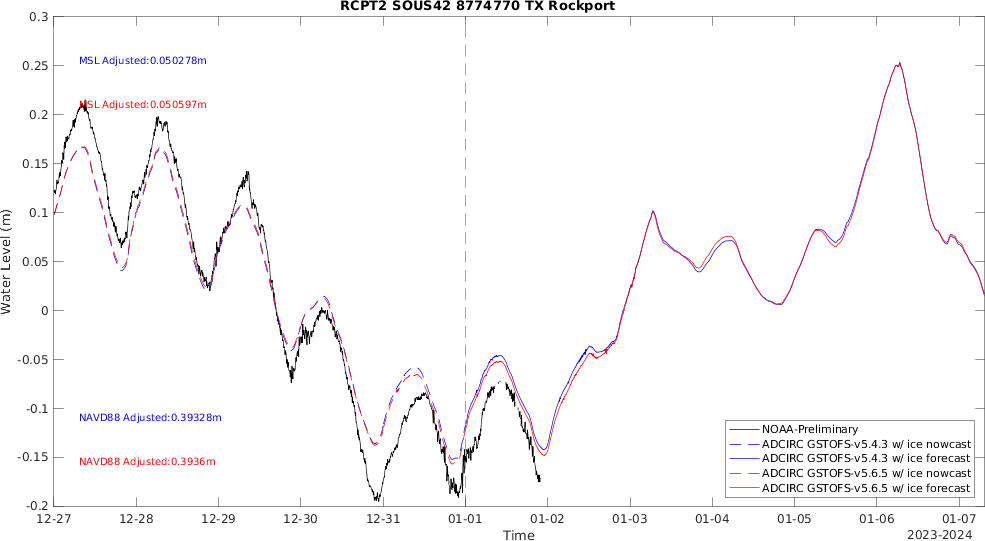 RCPT2 SOUS42 8774770 TX Rockport
0.3
0.25
0.2
0.15
0.1
0.05
0
-0.05
-0.1
-0.15
-0.2
Water Level (m)
MSL Adjusted:0.050278m
MSL Adjusted:0.050597m
NAVD88 Adjusted:0.39328m
NAVD88 Adjusted:0.3936m
NOAA-Preliminary
ADCIRC GSTOFS-v5.4.3 w/ ice nowcast
ADCIRC GSTOFS-v5.4.3 w/ ice forecast
ADCIRC GSTOFS-v5.6.5 w/ ice nowcast
ADCIRC GSTOFS-v5.6.5 w/ ice forecast
12-27 12-28 12-29 12-30 12-31 01-01 01-02 01-03 01-04 01-05 01-06 01-07
Time
2023-2024